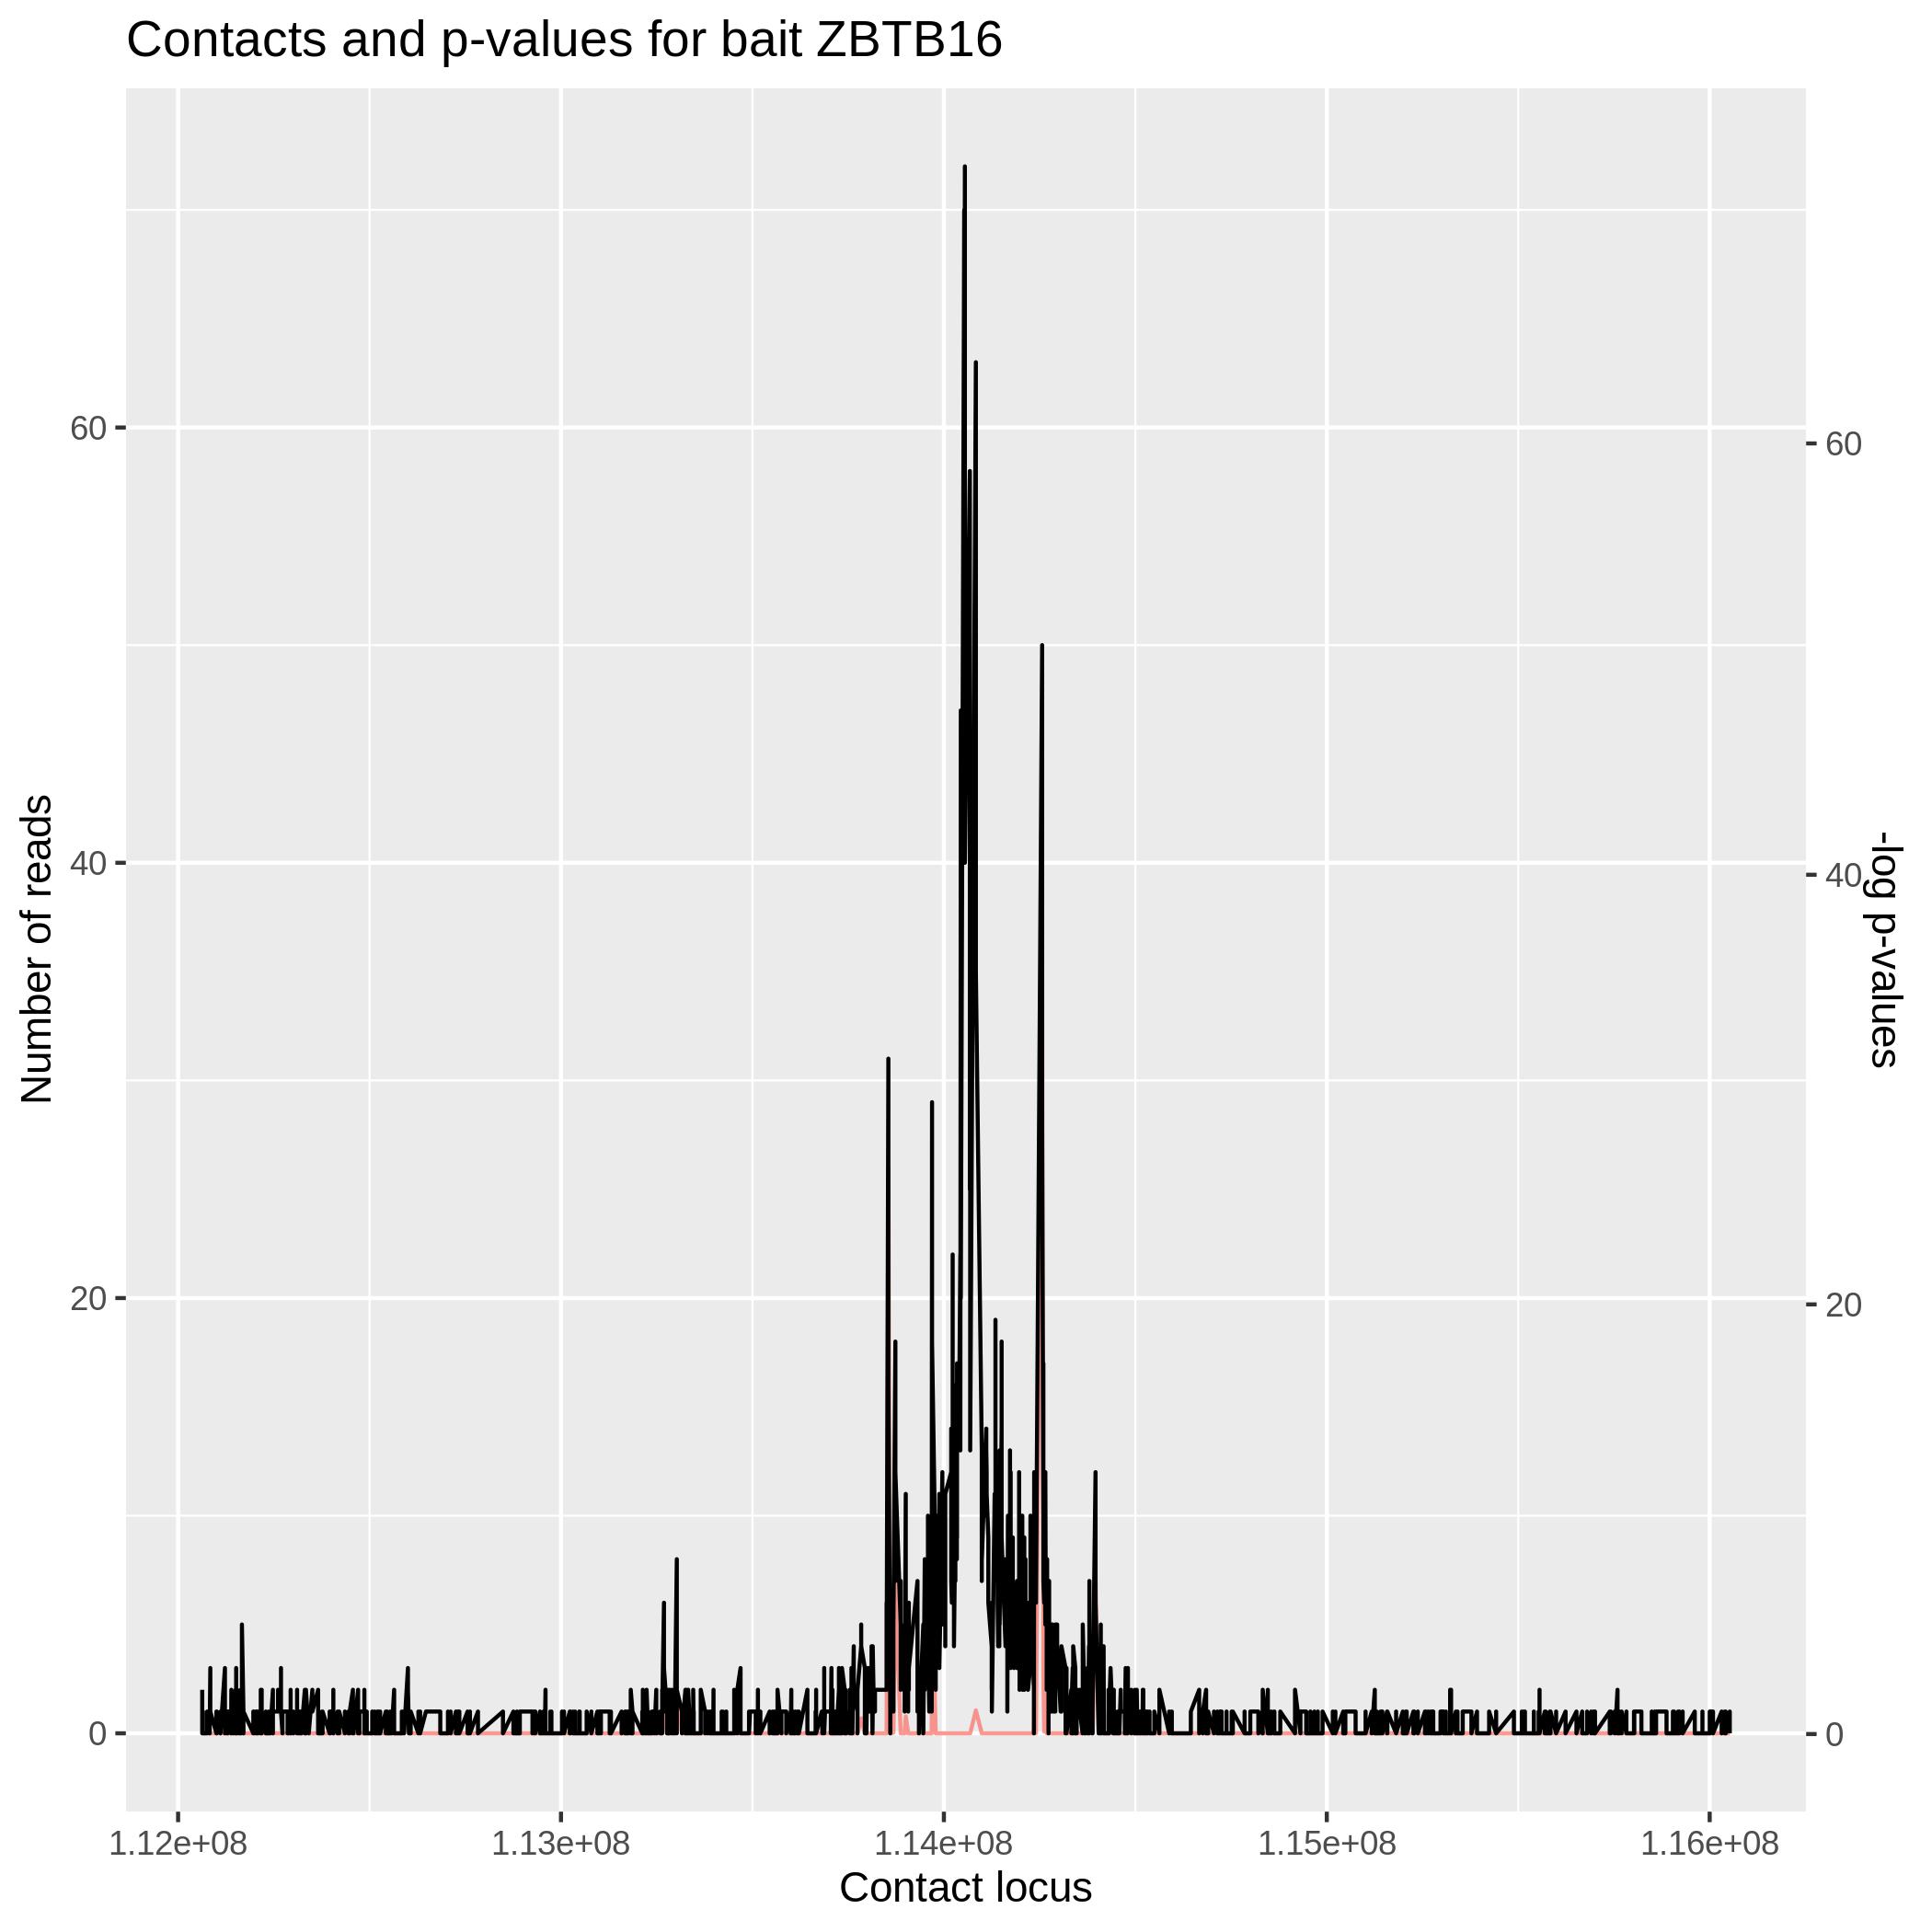 Contacts and p-values for bait ZBTB16
Number of reads
60
40
20
0
60
40
20
0
-log p-values
1.12e+08 1.13e+08 1.14e+08 1.15e+08 1.16e+08
Contact locus